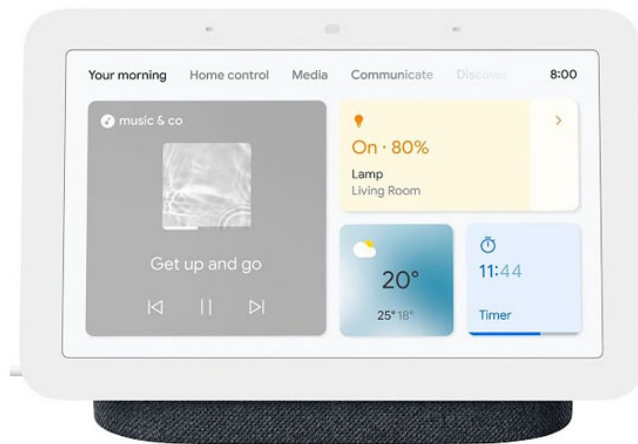 Your morning Home control Media Communicate Discover 8:00
music & co
Get up and go
On · 80%
Lamp
Living Room
20°
25° 18°
11:44
Timer